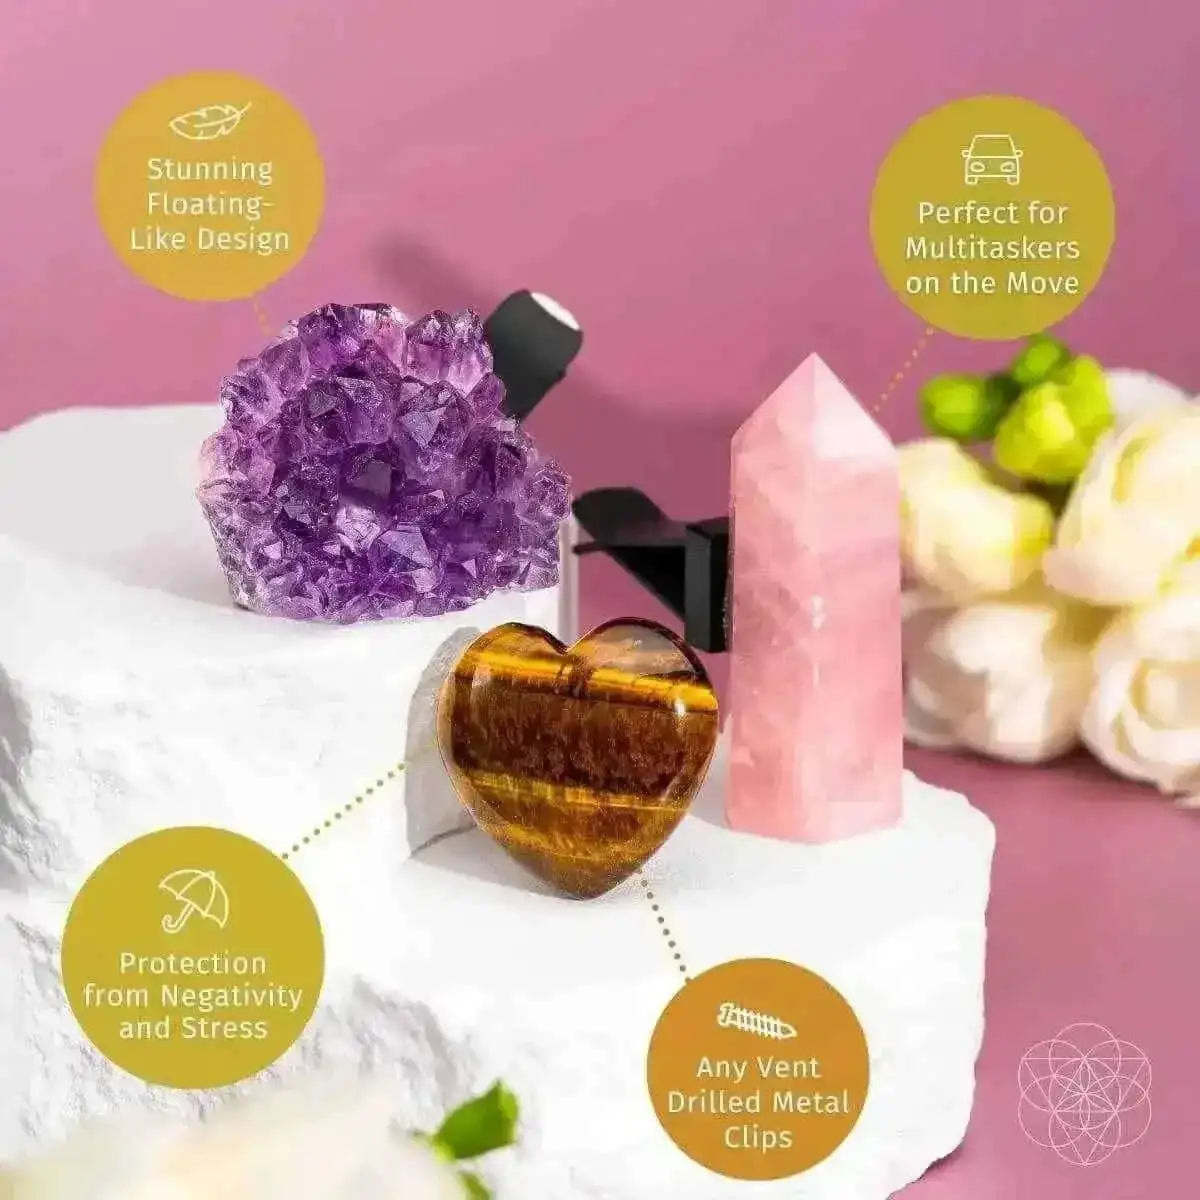 Stunning
Floating-
Like Design
Perfect for
Multitaskers
on the Move
Protection
from Negativity
and Stress
Any Vent
Drilled Metal
Clips